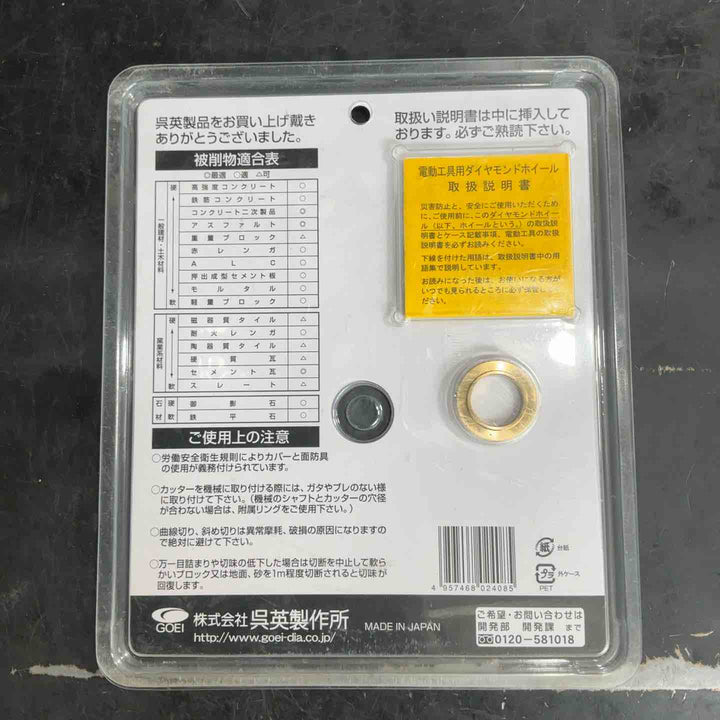 呉英製品をお買い上げ戴き
ありがとうございました。
取扱い説明書は中に挿入して
おります。必ずご熟読下さい。
被削物適合表
◎最適 ○適 △可
一般建材・土木材料
硬 高強度コンクリート
鉄筋コンクリート
コンクリート二次製品
アスファルト
重量ブロック △
赤レンガ
ALC
押出成型セメント板
モルタル
軟 軽量ブロック
窯業系材料
硬 磁器質タイル △
耐火レンガ
陶器質タイル △
硬質瓦 △
セメント瓦
軟 スレート △
石材
硬 御影石
軟 鉄平石
電動工具用ダイヤモンドホイール
取扱説明書
災害防止と、安全にご使用いただくため
に、ご使用前に、このダイヤモンドホイー
ル(以下、ホイールという。)の取扱説
明書とケース記載事項、電動工具の取扱
説明書を必ずお読みください。
下線を付けた用語は、取扱説明書中の用
語集で説明しています。
お読みになった後は、お使いになる方が
いつでも見られるところに必ず保管し
ださい。
ご使用上の注意
○労働安全衛生規則によりカバーと面防具
の使用が義務付けられています。
○カッターを機械に取り付ける際には、ガタやブレのない様
に取り付けて下さい。(機械のシャフトとカッターの穴径
が合わない場合は、附属リングをご使用下さい。)
○曲線切り、斜め切りは異常摩耗、破損の原因になりますの
で絶対に避けて下さい。
○万一目詰まりや切味の低下した場合は切断を中止して軟ら
かいブロック又は地面、砂を1m程度切断されると切味が
回復します。
4957468024085
紙 台紙
プラ 外ケース
PET
GOEI 株式会社 呉英製作所
http://www.goei-dia.co.jp/
MADE IN JAPAN
ご希望・お問い合わせは
開発部 開発課 まで
0120-581018